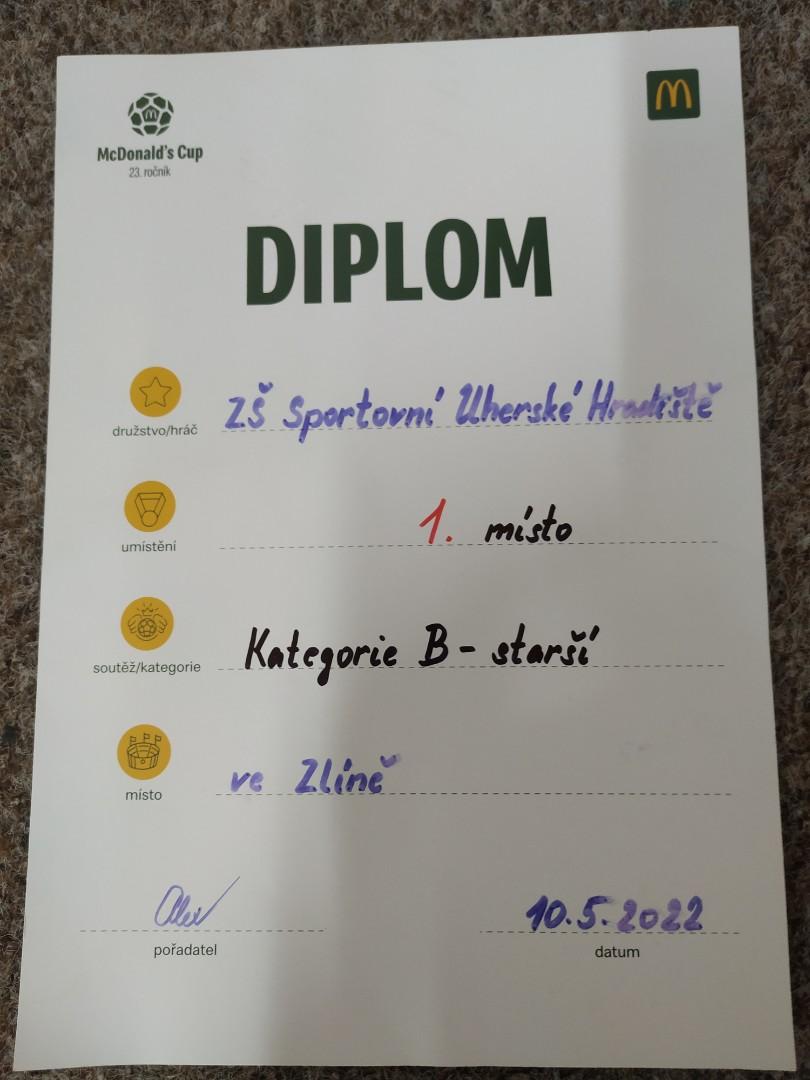 McDonald's Cup
23. ročník
DIPLOM
družstvo/hráč ZŠ Sportovní Uherské Hradiště
umístění 1. místo
soutěž/kategorie Kategorie B - starší
místo ve Zlíně
10.5.2022
pořadatel datum